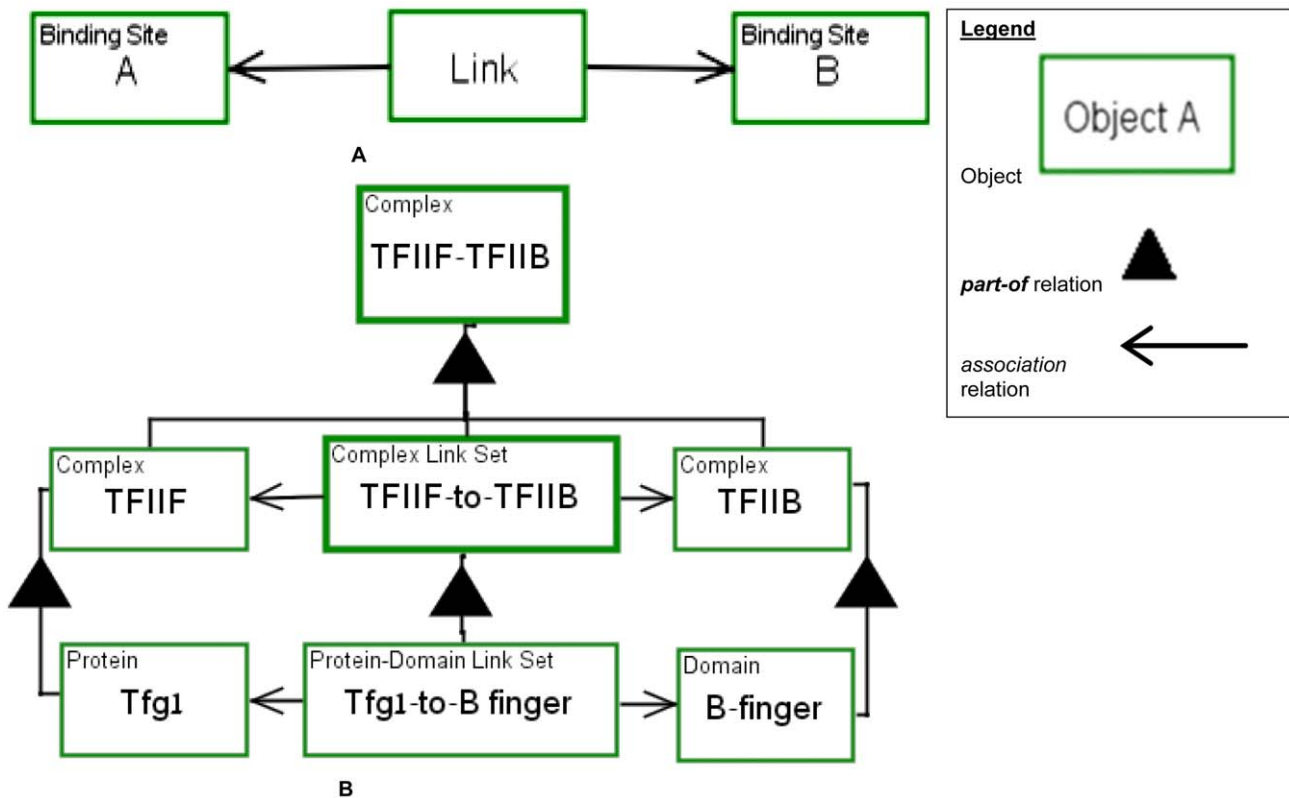 Binding Site
A
Link
Binding Site
B
A
Complex
TFIIF-TFIIB
Complex
TFIIF
Complex Link Set
TFIIF-to-TFIIB
Complex
TFIIB
Protein
Tfg1
Protein-Domain Link Set
Tfg1-to-B finger
Domain
B-finger
B
Legend
Object A
Object
part-of relation
association
relation